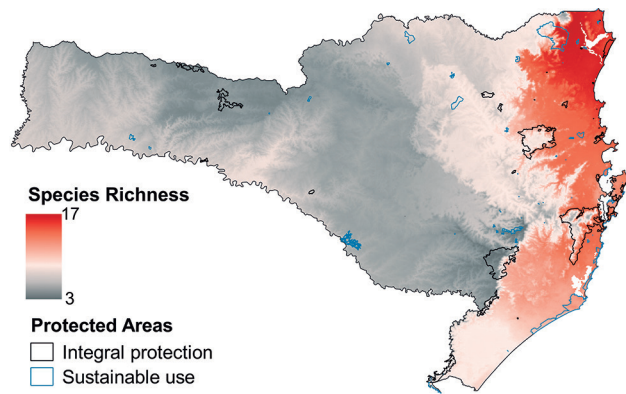 Species Richness
17
3
Protected Areas
Integral protection
Sustainable use